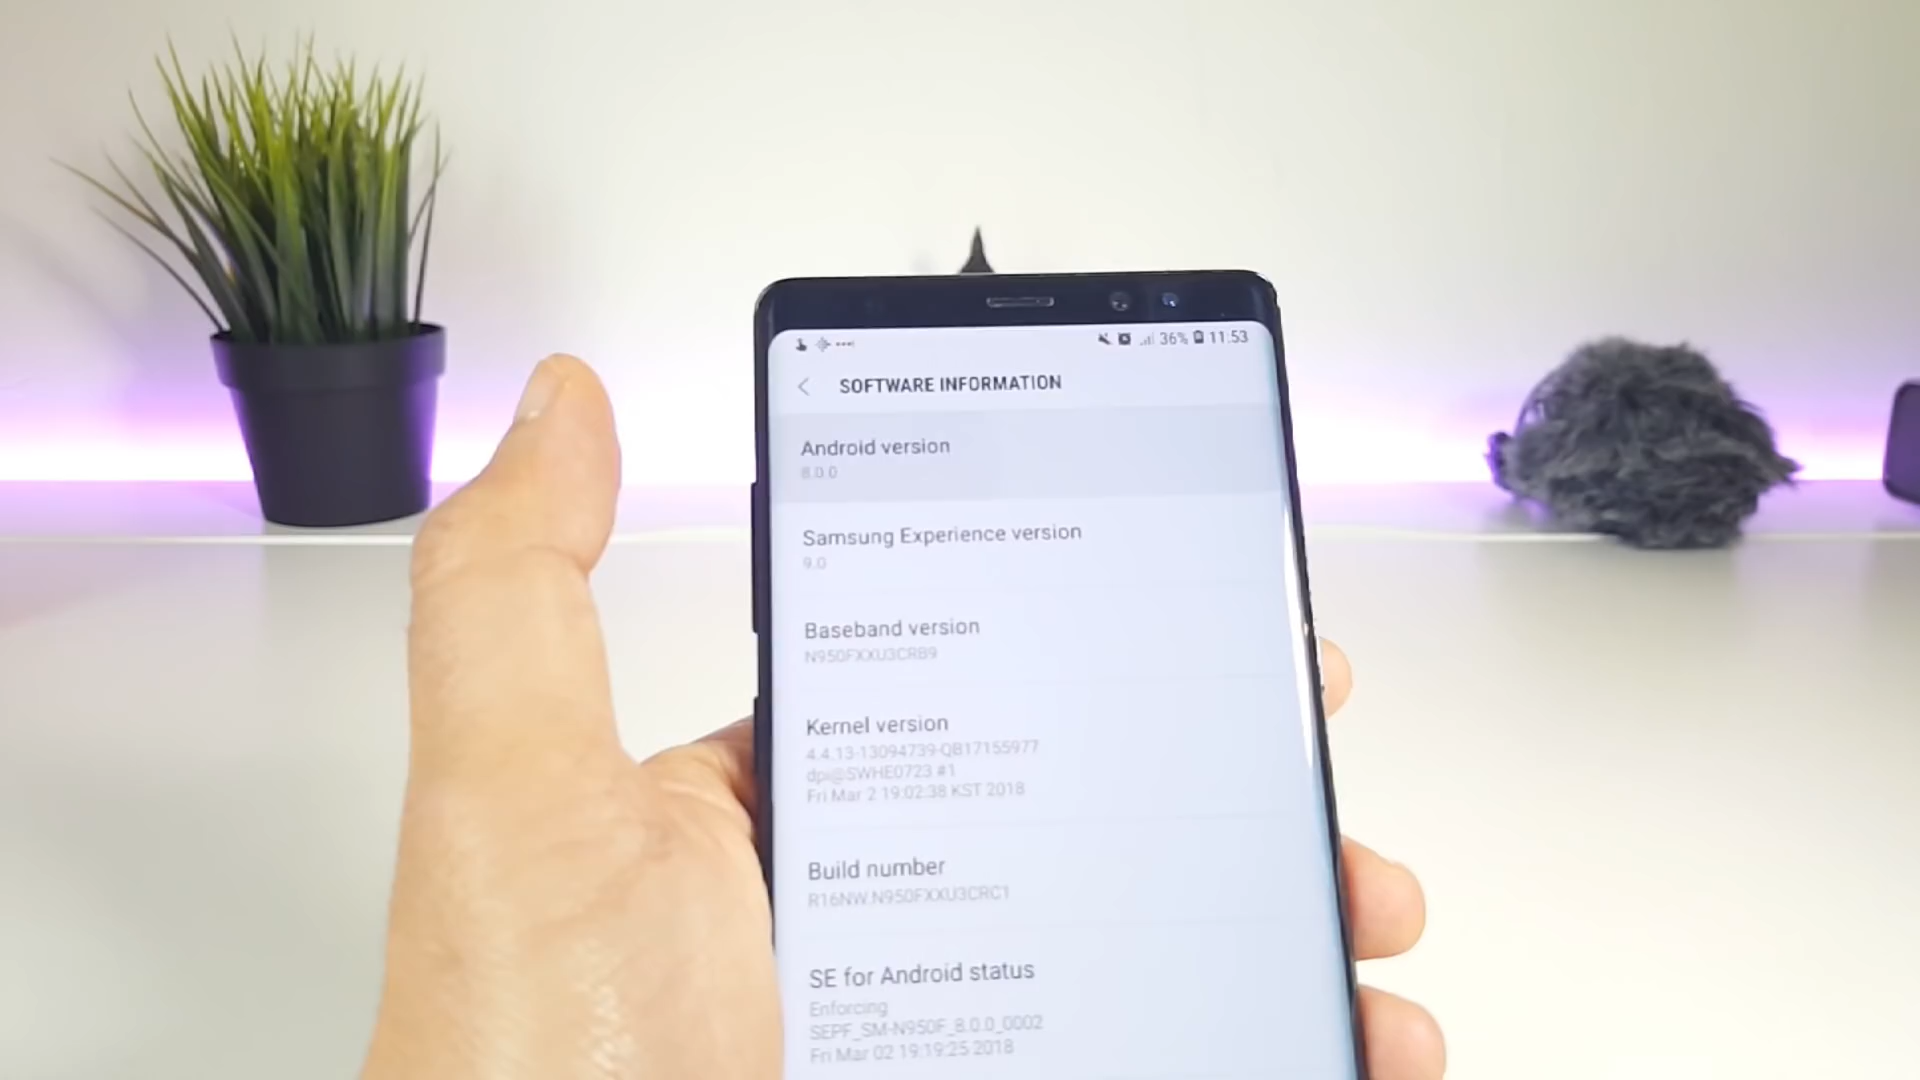 36% 11:53
SOFTWARE INFORMATION
Android version
8.0.0
Samsung Experience version
9.0
Baseband version
N950FXXU3CRB9
Kernel version
4.4.13-13094739-QB17155977
dpi@SWHE0723 #1
Fri Mar 2 19:02:38 KST 2018
Build number
R16NW.N950FXXU3CRC1
SE for Android status
Enforcing
SEPF_SM-N950F_8.0.0_0002
Fri Mar 02 19:19:25 2018